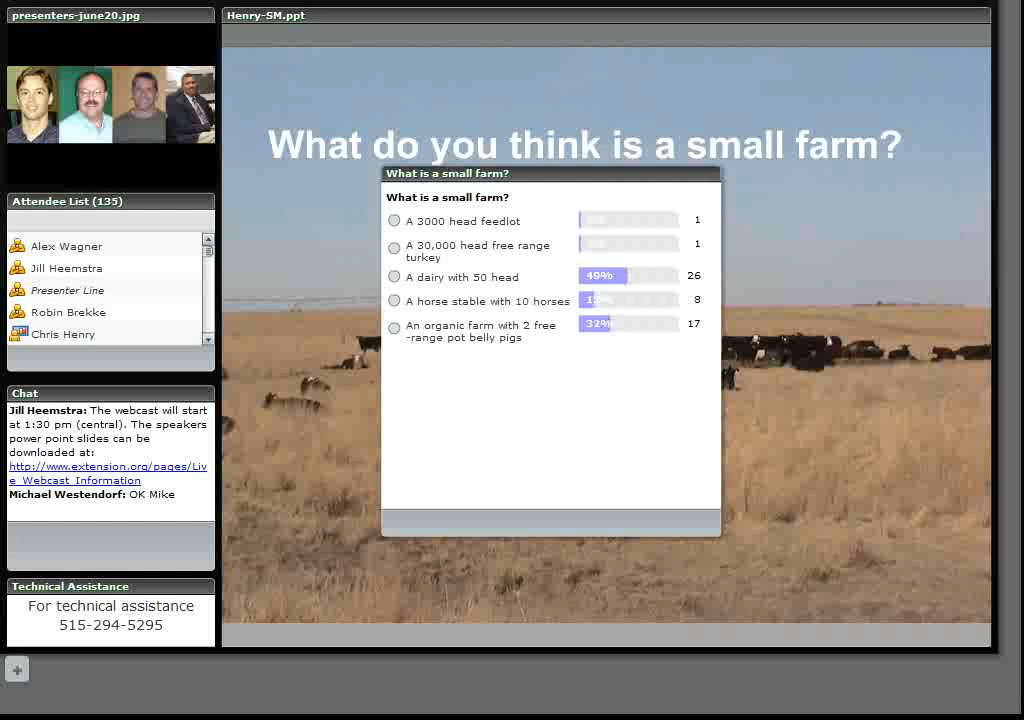 presenters-june20.jpg
Henry-SM.ppt
What do you think is a small farm?
Attendee List (135)
Alex Wagner
Jill Heemstra
Presenter Line
Robin Brekke
Chris Henry
Chat
Jill Heemstra: The webcast will start
at 1:30 pm (central). The speakers
power point slides can be
downloaded at:
http://www.extension.org/pages/Liv
e_Webcast_Information
Michael Westendorf: OK Mike
Technical Assistance
For technical assistance
515-294-5295
What is a small farm?
What is a small farm?
A 3000 head feedlot 1
A 30,000 head free range 1
turkey
A dairy with 50 head 49% 26
A horse stable with 10 horses 8
An organic farm with 2 free 32% 17
-range pot belly pigs